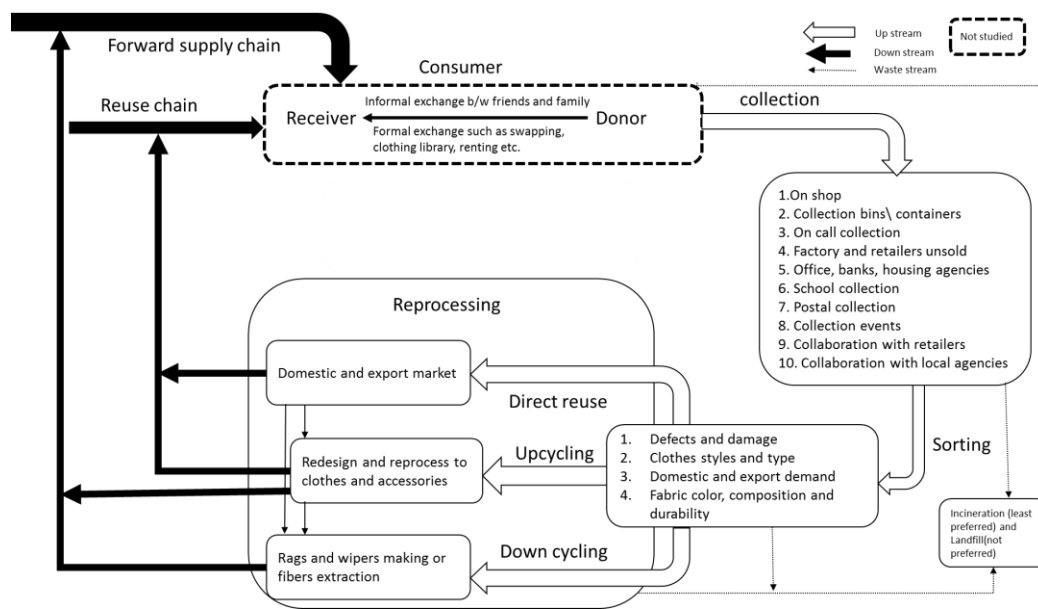 Forward supply chain
Up stream
Down stream
Waste stream
Not studied
Consumer
collection
Reuse chain
Receiver
Informal exchange b/w friends and family
Donor
Formal exchange such as swapping,
clothing library, renting etc.
1.On shop
2. Collection bins\ containers
3. On call collection
4. Factory and retailers unsold
5. Office, banks, housing agencies
6. School collection
7. Postal collection
8. Collection events
9. Collaboration with retailers
10. Collaboration with local agencies
Reprocessing
Domestic and export market
Direct reuse
Sorting
1. Defects and damage
2. Clothes styles and type
3. Domestic and export demand
4. Fabric color, composition and
durability
Upcycling
Redesign and reprocess to
clothes and accessories
Incineration (least
preferred) and
Landfill(not
preferred)
Down cycling
Rags and wipers making or
fibers extraction